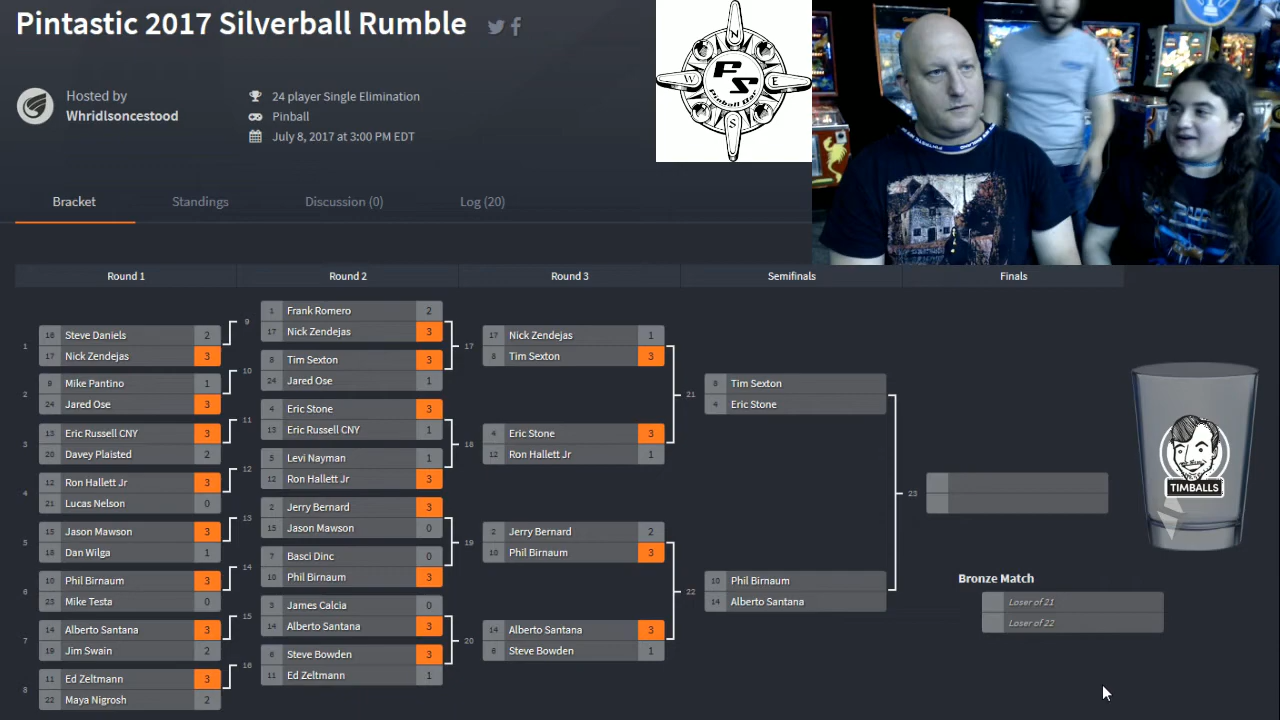 Pintastic 2017 Silverball Rumble
Hosted by
Whridlsoncestood
24 player Single Elimination
Pinball
July 8, 2017 at 3:00 PM EDT
N
W
PS
E
Pinball Bar
S
Bracket Standings Discussion (0) Log (20)
Round 1 Round 2 Round 3 Semifinals Finals
1
16 Steve Daniels 2
17 Nick Zendejas 3
2
9 Mike Pantino 1
24 Jared Ose 3
3
13 Eric Russell CNY 3
20 Davey Plaisted 2
4
12 Ron Hallett Jr 3
21 Lucas Nelson 0
5
15 Jason Mawson 3
18 Dan Wilga 1
6
10 Phil Birnaum 3
23 Mike Testa 0
7
14 Alberto Santana 3
19 Jim Swain 2
8
11 Ed Zeltmann 3
22 Maya Nigrosh 2
9
1 Frank Romero 2
17 Nick Zendejas 3
10
8 Tim Sexton 3
24 Jared Ose 1
11
4 Eric Stone 3
13 Eric Russell CNY 1
12
5 Levi Nayman 1
12 Ron Hallett Jr 3
13
2 Jerry Bernard 3
15 Jason Mawson 0
14
7 Basci Dinc 0
10 Phil Birnaum 3
15
3 James Calcia 0
14 Alberto Santana 3
16
6 Steve Bowden 3
11 Ed Zeltmann 1
17
17 Nick Zendejas 1
8 Tim Sexton 3
18
4 Eric Stone 3
12 Ron Hallett Jr 1
19
2 Jerry Bernard 2
10 Phil Birnaum 3
20
14 Alberto Santana 3
6 Steve Bowden 1
21
8 Tim Sexton
4 Eric Stone
22
10 Phil Birnaum
14 Alberto Santana
23
Bronze Match
Loser of 21
Loser of 22
TIMBALLS